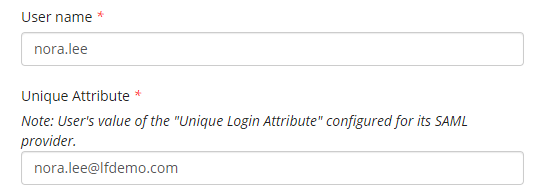 User name *
nora.lee
Unique Attribute *
Note: User's value of the "Unique Login Attribute" configured for its SAML
provider.
nora.lee@lfdemo.com